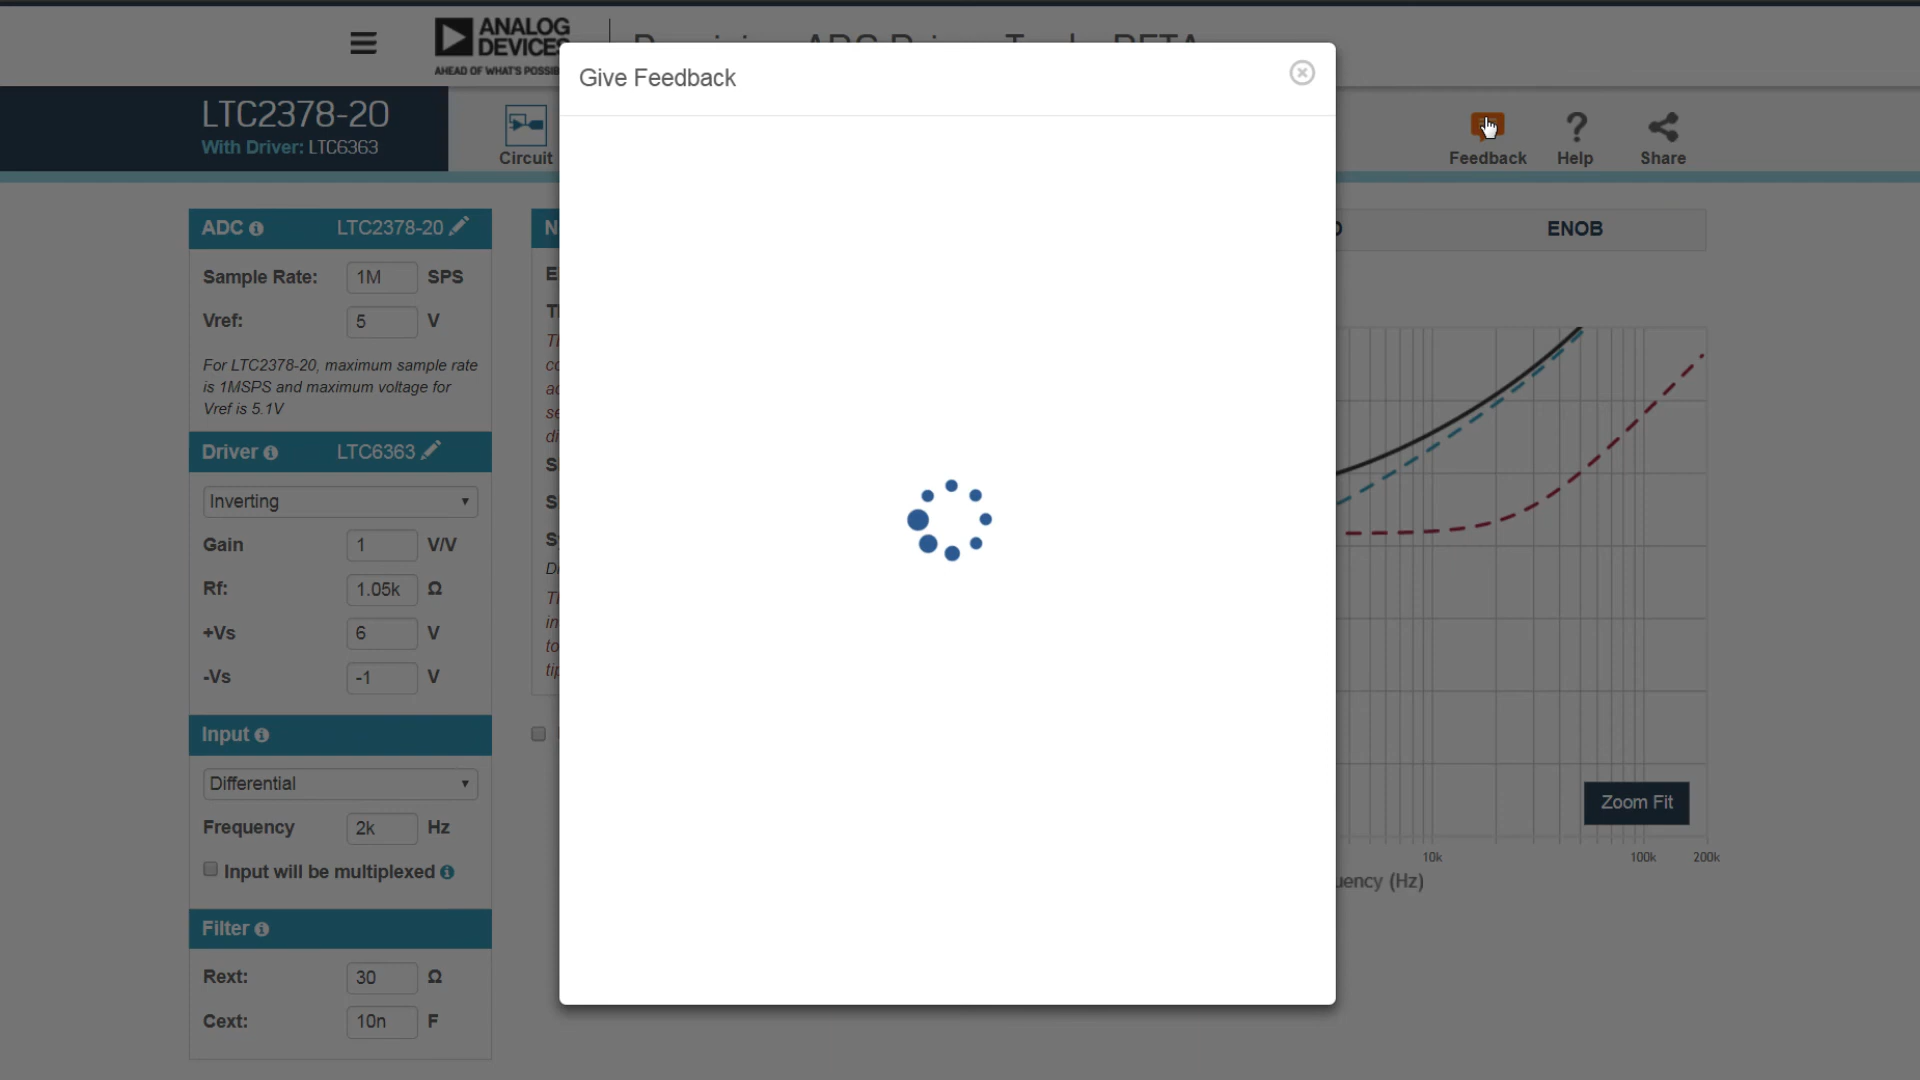 ANALOG
DEVICES
AHEAD OF WHAT'S
Give Feedback
LTC2378-20
With Driver: LTC6363
Circuit
Feedback
Help
Share
ADC
LTC2378-20
ENOB
Sample Rate:
1M
SPS
Vref:
5
V
For LTC2378-20, maximum sample rate
is 1MSPS and maximum voltage for
Vref is 5.1V
Driver
LTC6363
Inverting
Gain
1
V/V
Rf:
1.05k
Ω
+Vs
6
V
-Vs
-1
V
Input
Differential
Frequency
2k
Hz
Input will be multiplexed
Zoom Fit
10k
100k
200k
(Hz)
Filter
Rext:
30
Ω
Cext:
10n
F